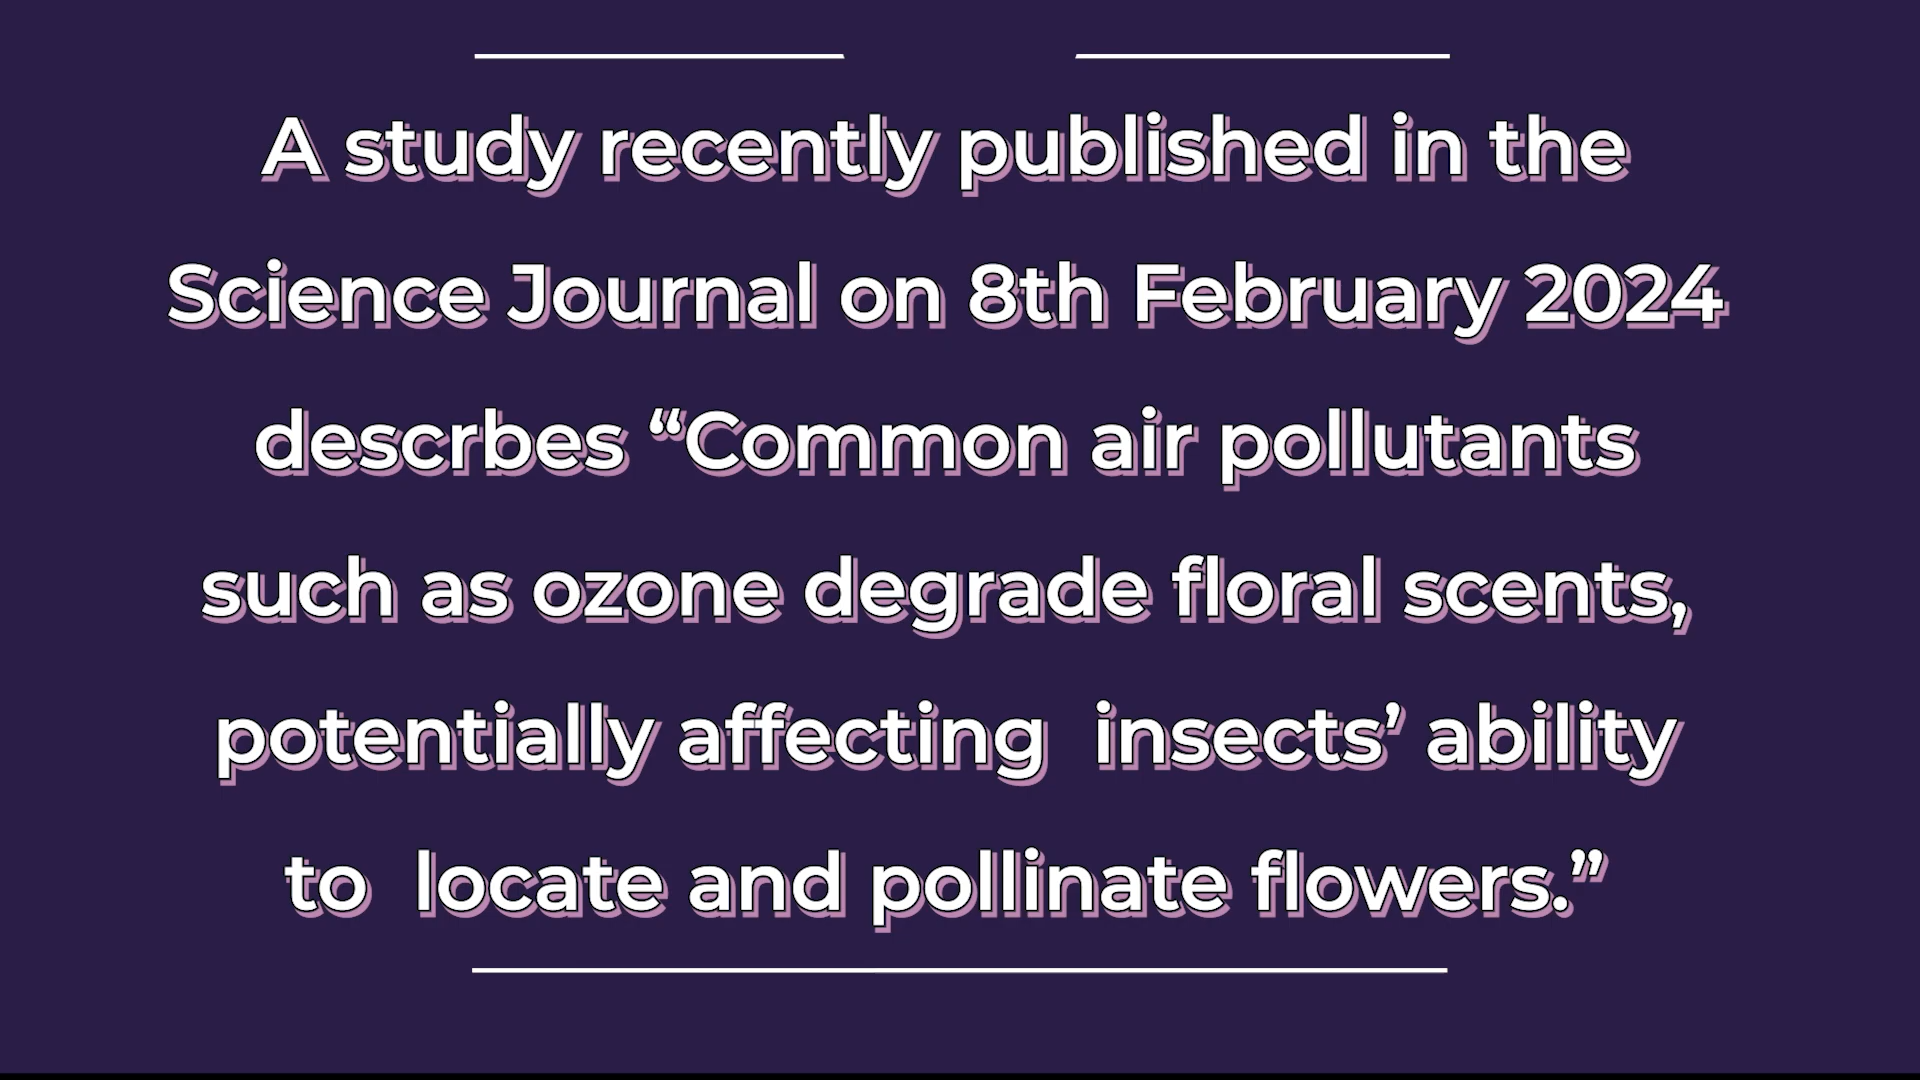 A study recently published in the
Science Journal on 8th February 2024
descrbes “Common air pollutants
such as ozone degrade floral scents,
potentially affecting  insects’ ability
to  locate and pollinate flowers.”